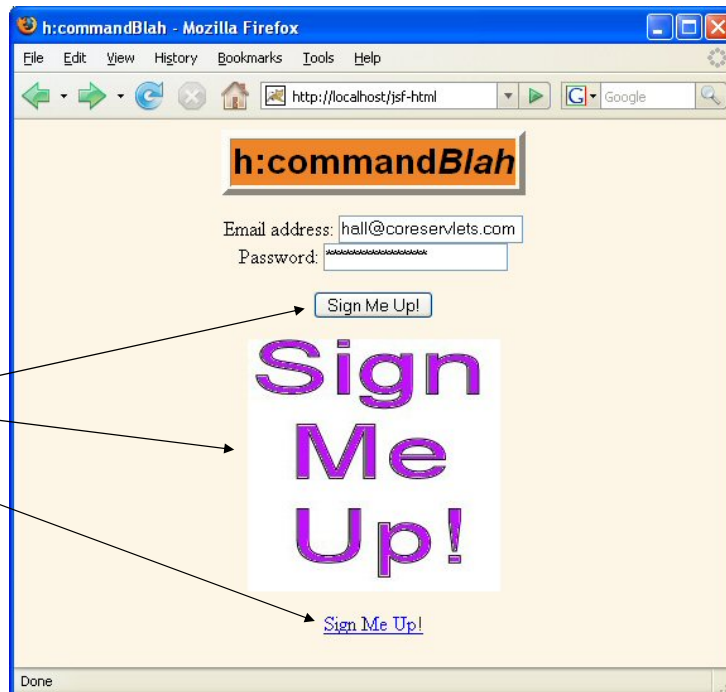 h:commandBlah - Mozilla Firefox
File Edit View History Bookmarks Tools Help
http://localhost/jsf-html
G Google
h:commandBlah
Email address: hall@coreservlets.com
Password: *****************
Sign Me Up!
Sign
Me
Up!
Sign Me Up!
Done